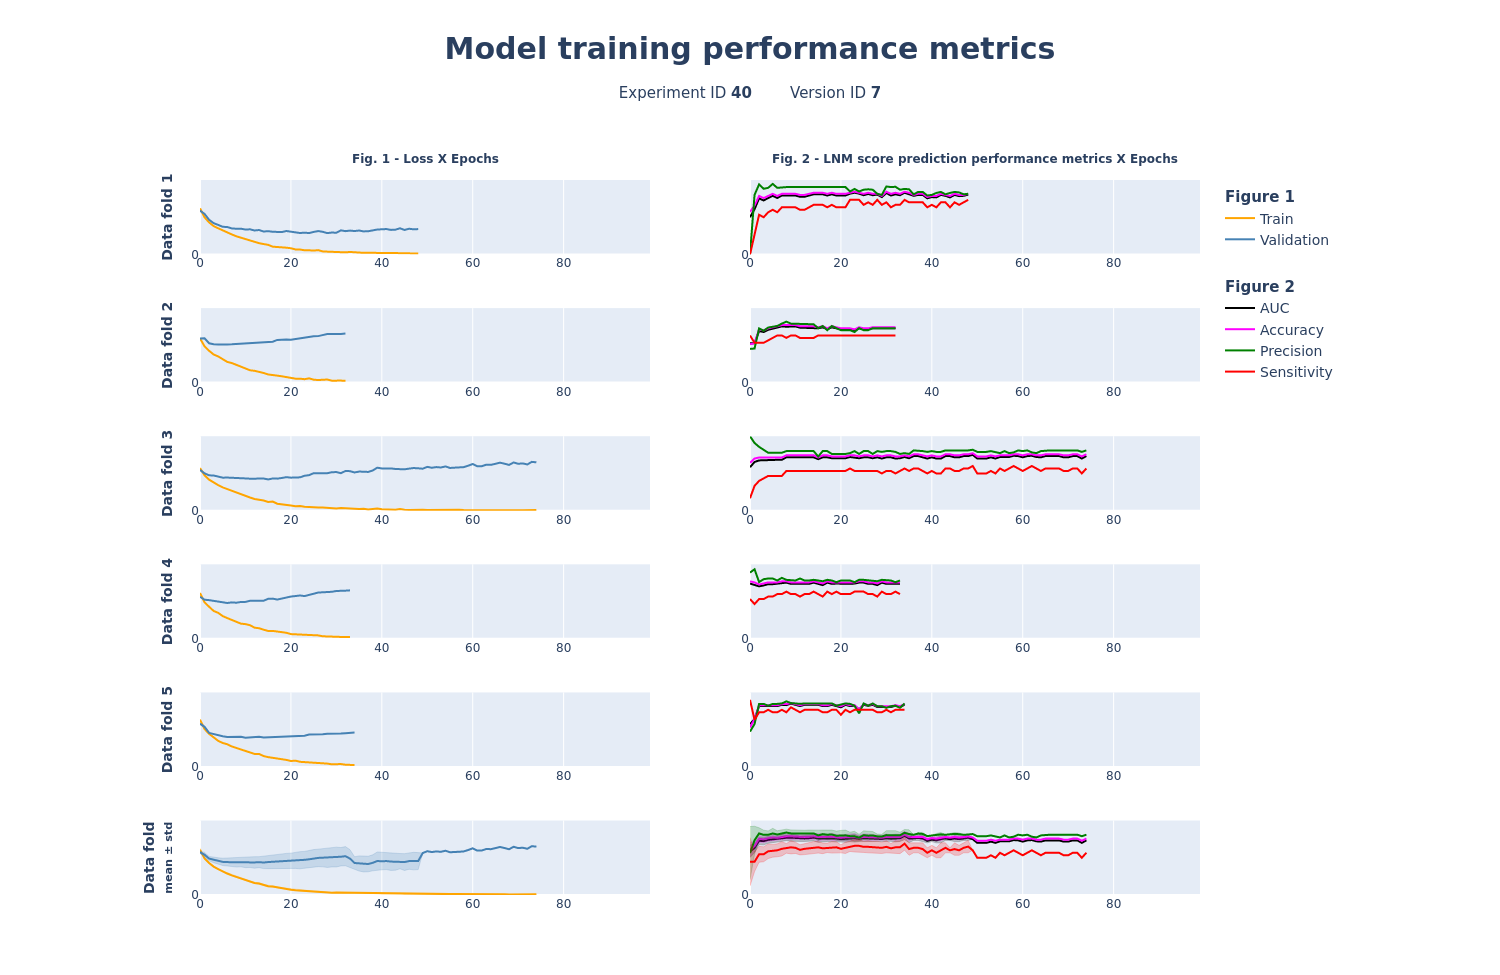 Model training performance metrics
Experiment ID 40 Version ID 7
Fig. 1 - Loss X Epochs
Fig. 2 - LNM score prediction performance metrics X Epochs
Data fold 1
0
0 20 40 60 80
0
0 20 40 60 80
Figure 1
Train
Validation
Figure 2
AUC
Accuracy
Precision
Sensitivity
Data fold 2
0
0 20 40 60 80
0
0 20 40 60 80
Data fold 3
0
0 20 40 60 80
0
0 20 40 60 80
Data fold 4
0
0 20 40 60 80
0
0 20 40 60 80
Data fold 5
0
0 20 40 60 80
0
0 20 40 60 80
Data fold
mean ± std
0
0 20 40 60 80
0
0 20 40 60 80